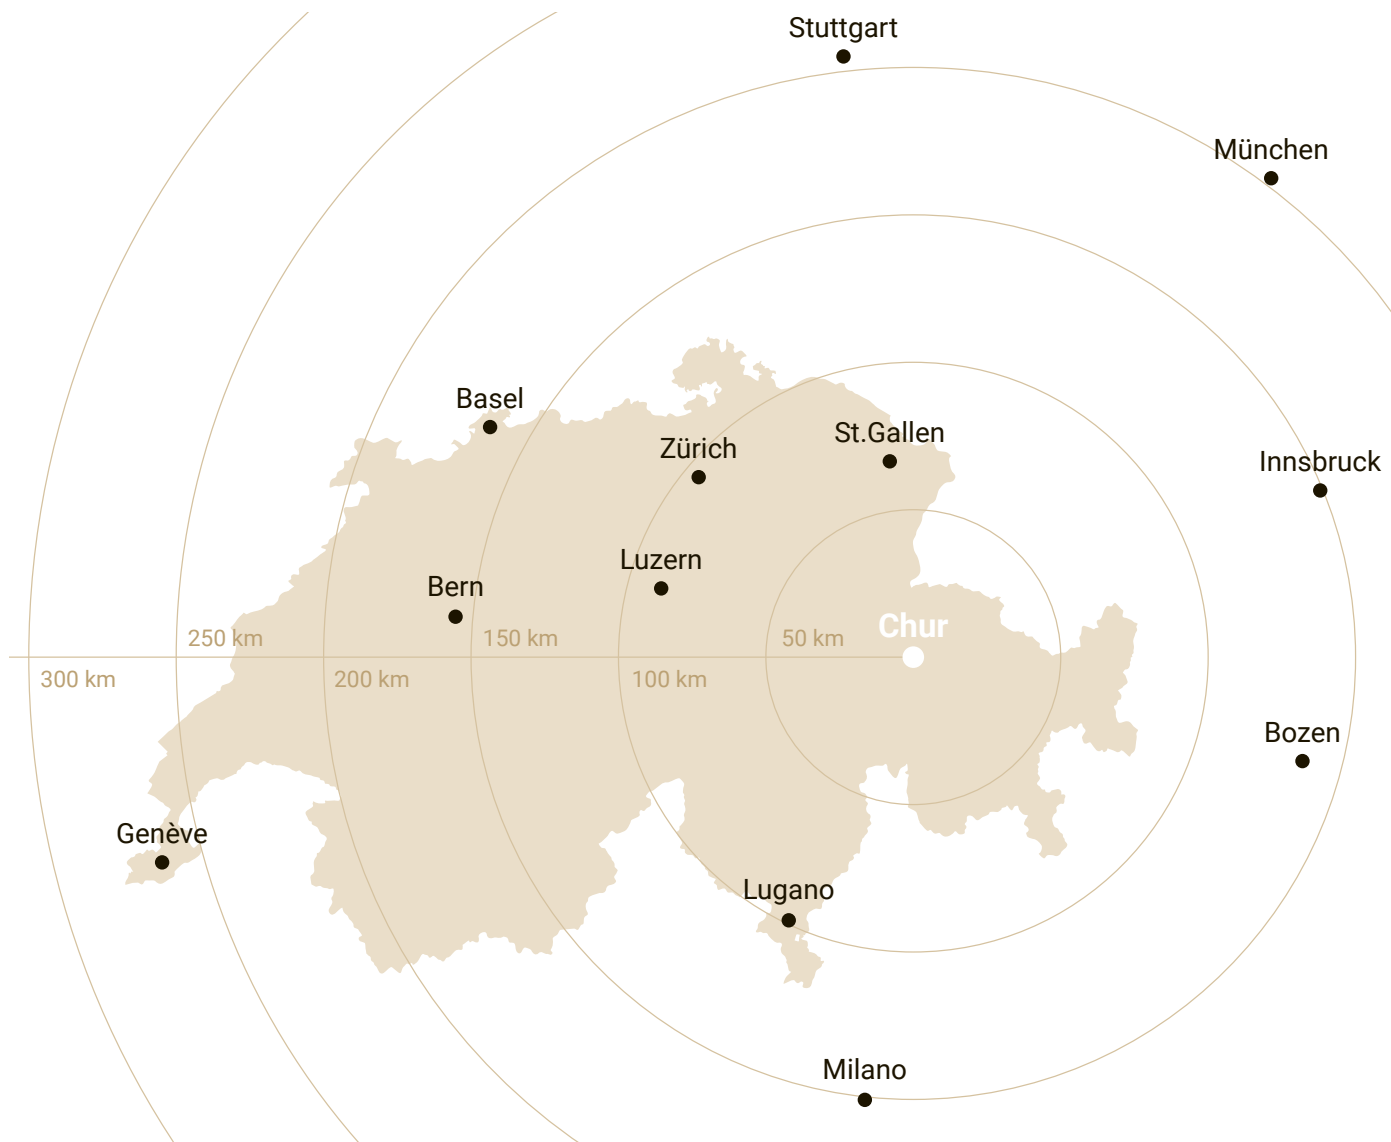 Stuttgart
München
Basel
St.Gallen
Zürich
Innsbruck
Luzern
Bern
Chur
250 km
150 km
50 km
300 km
200 km
100 km
Bozen
Genève
Lugano
Milano